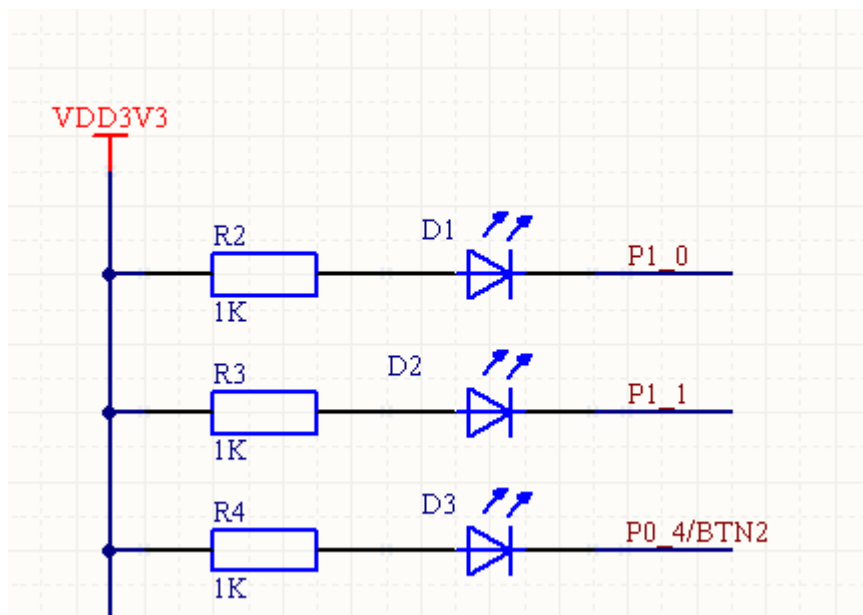 VDD3V3
R2
D1
P1_0
1K
R3
D2
P1_1
1K
R4
D3
P0_4/BTN2
1K